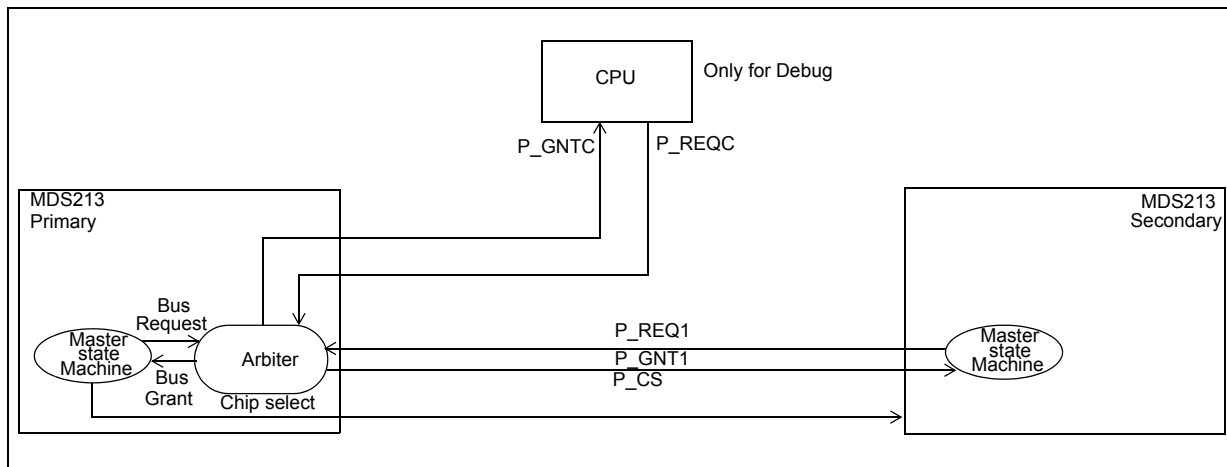 CPU
Only for Debug
P_GNTC
P_REQC
MDS213
Primary
MDS213
Secondary
Bus
Request
Master
state
Machine
Arbiter
Bus
Grant
Chip select
P_REQ1
P_GNT1
P_CS
Master
state
Machine